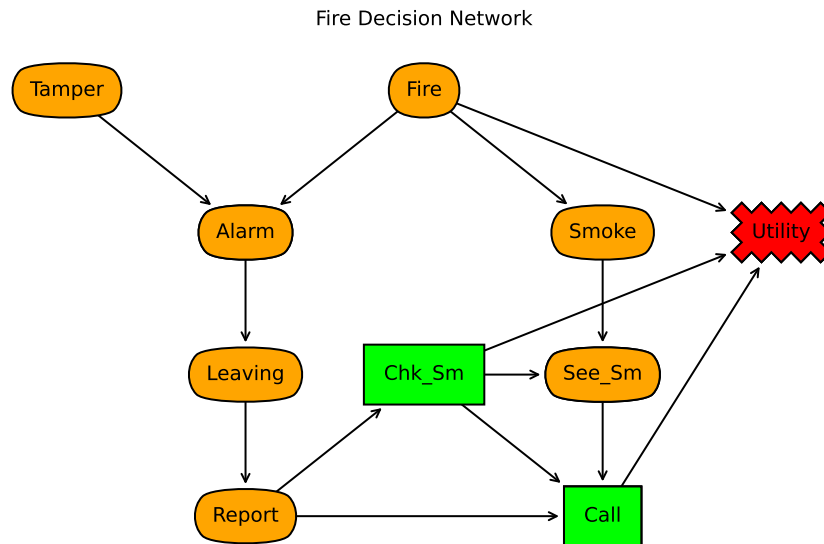 Fire Decision Network
Tamper
Fire
Alarm
Smoke
Utility
Leaving
Chk_Sm
See_Sm
Report
Call